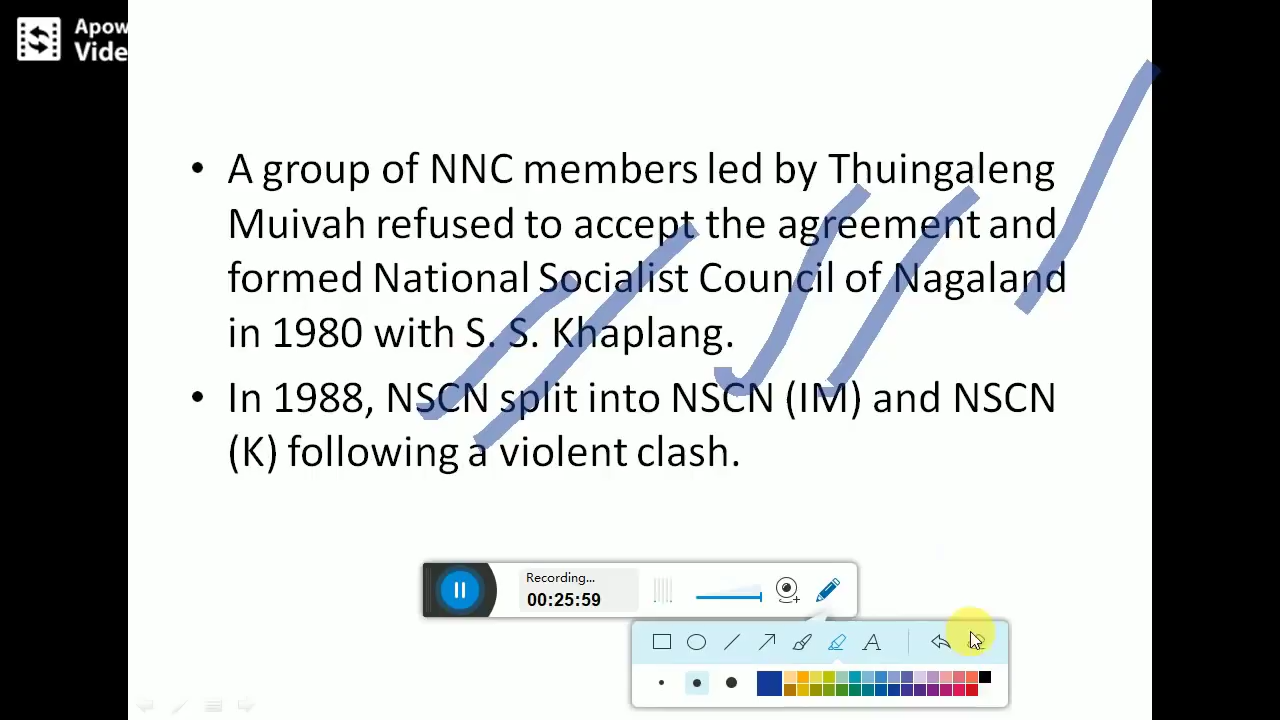 Apow
Vide
• A group of NNC members led by Thuingaleng
Muivah refused to accept the agreement and
formed National Socialist Council of Nagaland
in 1980 with S. S. Khaplang.
• In 1988, NSCN split into NSCN (IM) and NSCN
(K) following a violent clash.
Recording...
00:25:59
A